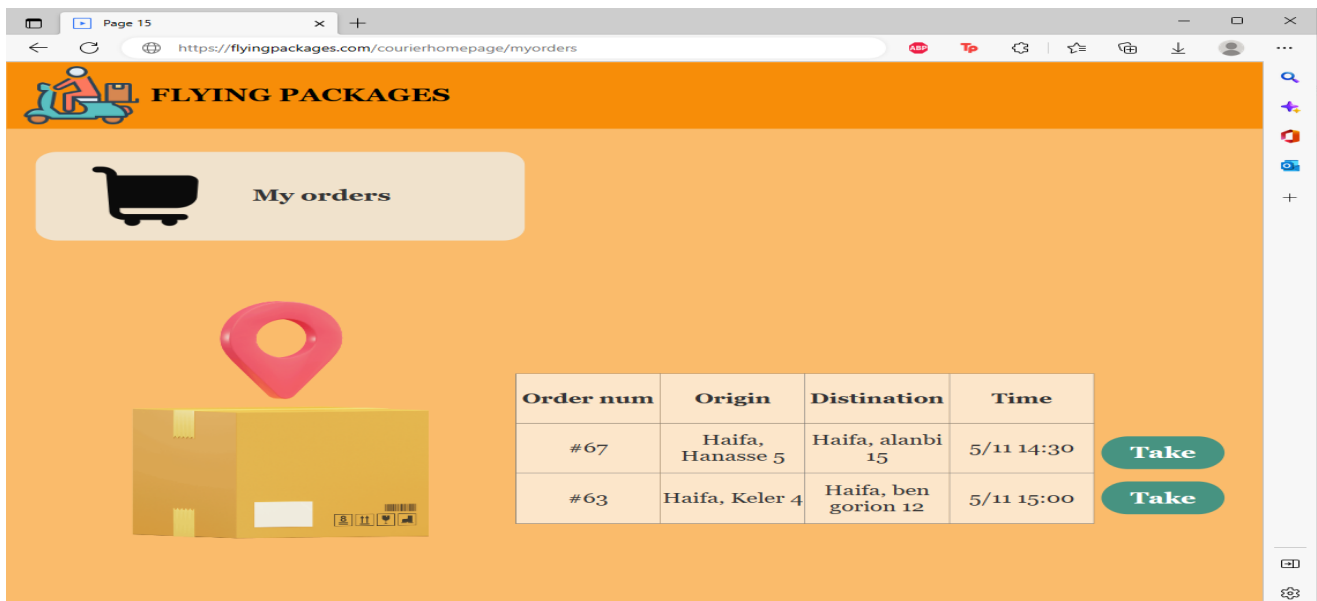 Page 15
https://flyingpackages.com/courierhomepage/myorders
ABP
TP
FLYING PACKAGES
My orders
Order num Origin Distination Time
#67 Haifa, Hanasse 5 Haifa, alanbi 15 5/11 14:30 Take
#63 Haifa, Keler 4 Haifa, ben gorion 12 5/11 15:00 Take